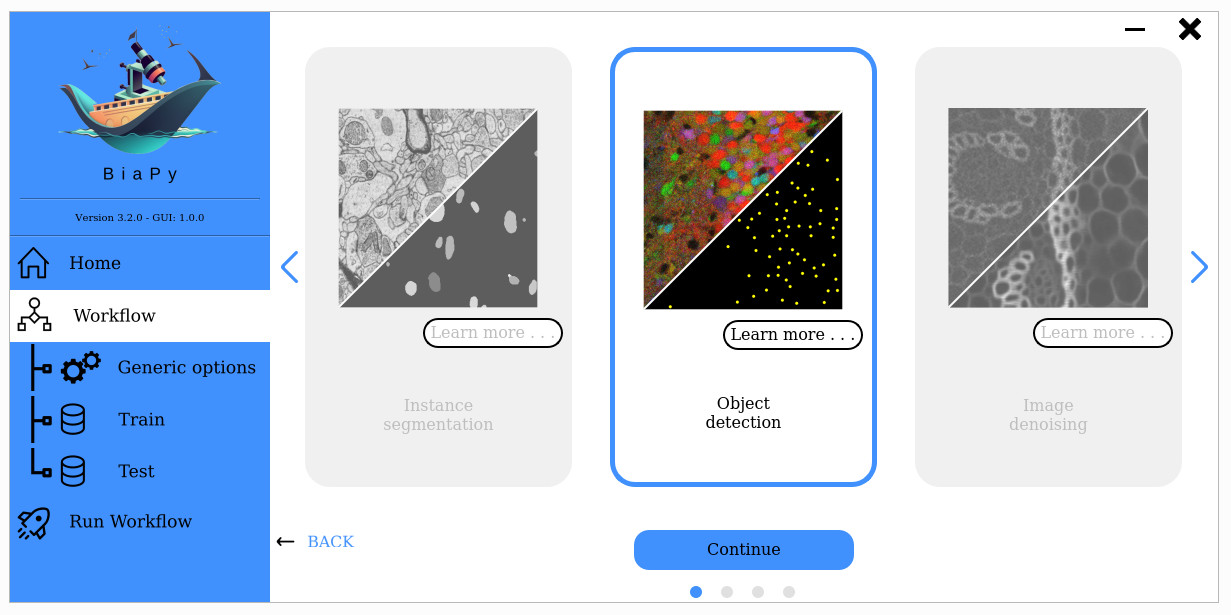 BiaPy
Version 3.2.0 - GUI: 1.0.0
Home
Workflow
Generic options
Train
Test
Run Workflow
Learn more . . .
Instance
segmentation
Learn more . . .
Object
detection
Learn more . . .
Image
denoising
BACK
Continue